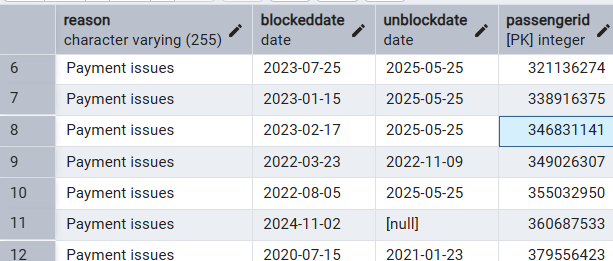 reason blockeddate unblockdate passengerid
character varying (255) date date [PK] integer
6 Payment issues 2023-07-25 2025-05-25 321136274
7 Payment issues 2023-01-15 2025-05-25 338916375
8 Payment issues 2023-02-17 2025-05-25 346831141
9 Payment issues 2022-03-23 2022-11-09 349026307
10 Payment issues 2022-08-05 2025-05-25 355032950
11 Payment issues 2024-11-02 [null] 360687533
12 Payment issues 2020-07-15 2021-01-23 379556423